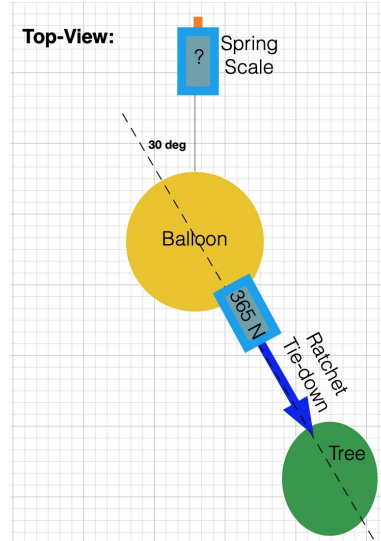 Top-View:
?
Spring
Scale
30 deg
Balloon
365 N
Ratchet
Tie-down
Tree